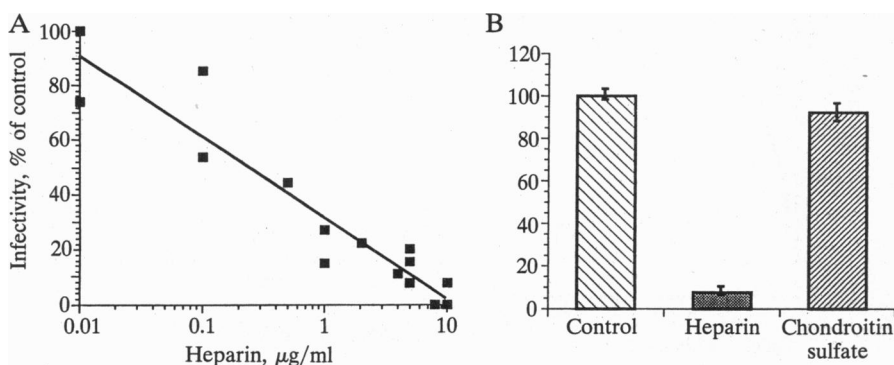 A
Infectivity, % of control
100
80
60
40
20
0
0.01
0.1
1
10
Heparin, μg/ml
B
120
100
80
60
40
20
0
Control
Heparin
Chondroitin
sulfate